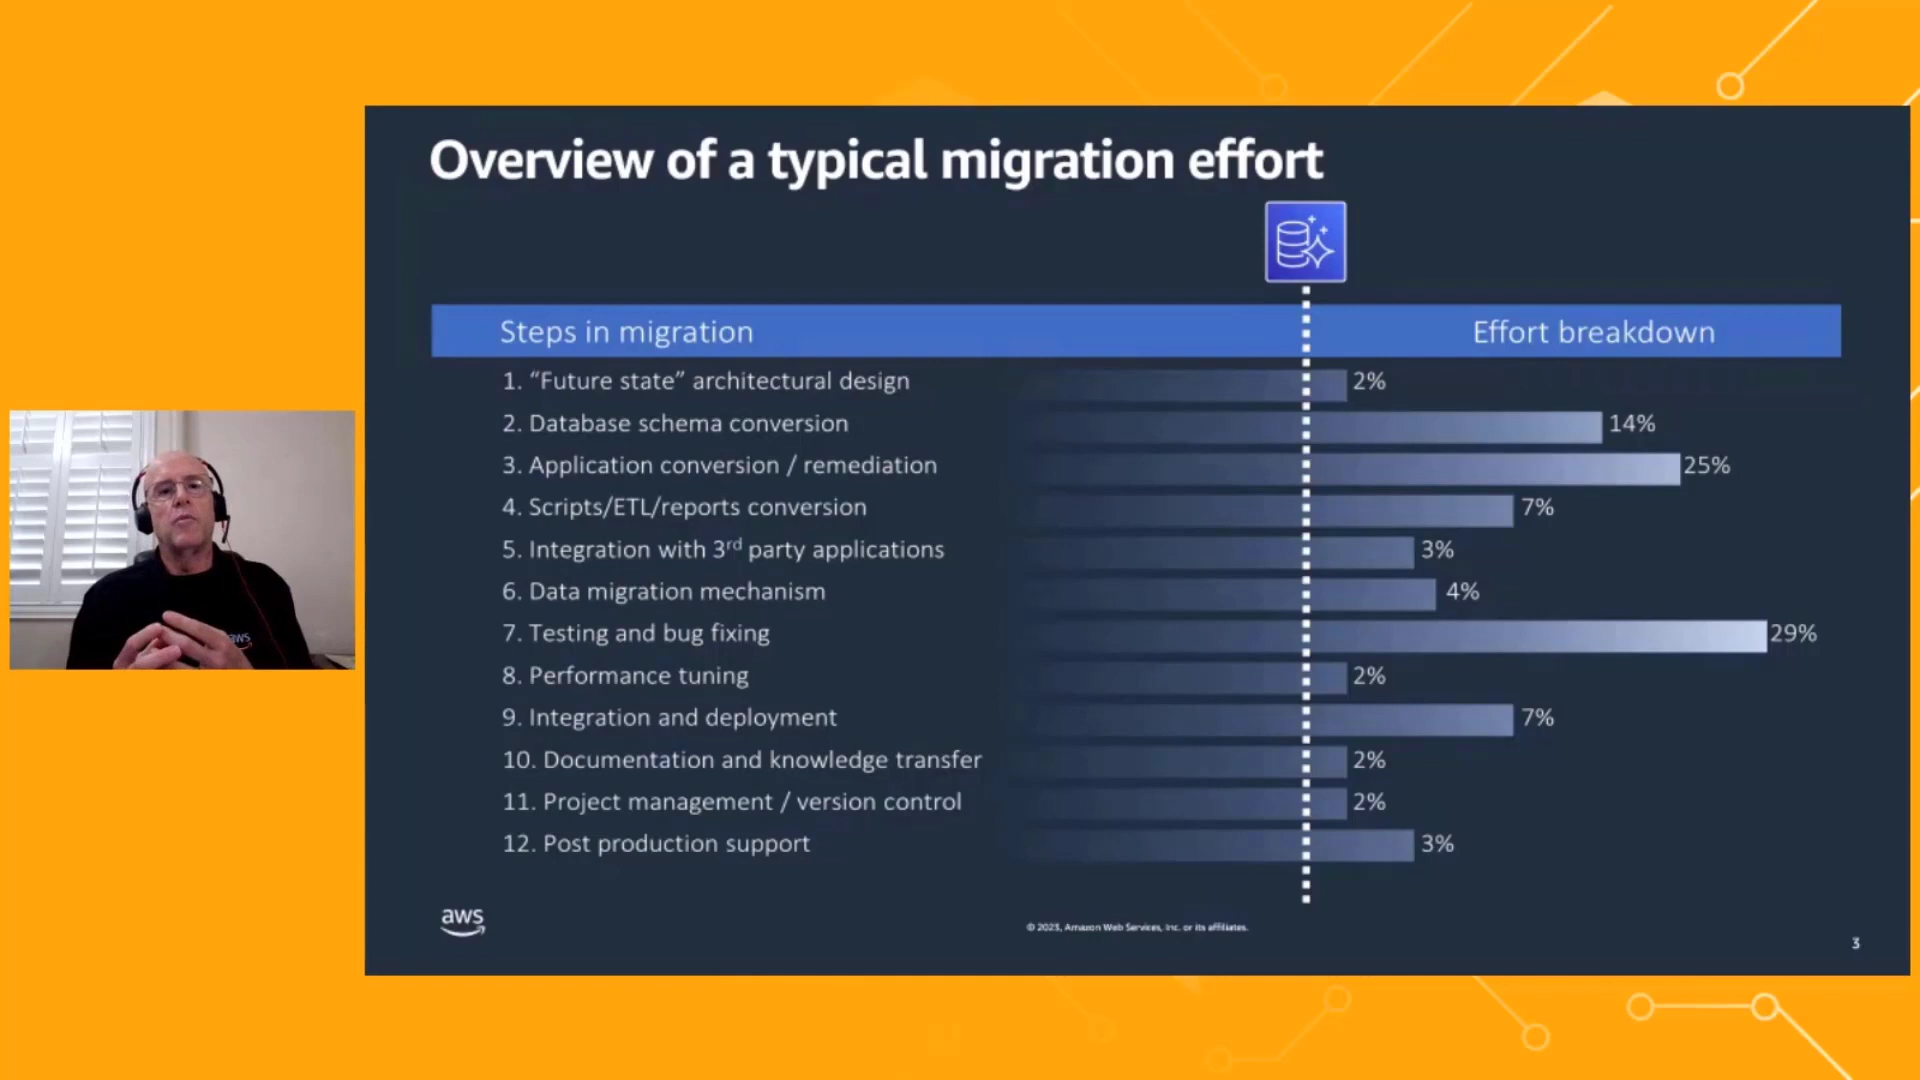 Overview of a typical migration effort
Steps in migration Effort breakdown
1. “Future state” architectural design 2%
2. Database schema conversion 14%
3. Application conversion / remediation 25%
4. Scripts/ETL/reports conversion 7%
5. Integration with 3rd party applications 3%
6. Data migration mechanism 4%
7. Testing and bug fixing 29%
8. Performance tuning 2%
9. Integration and deployment 7%
10. Documentation and knowledge transfer 2%
11. Project management / version control 2%
12. Post production support 3%
aws
aws
© 2023, Amazon Web Services, Inc. or its affiliates.
3